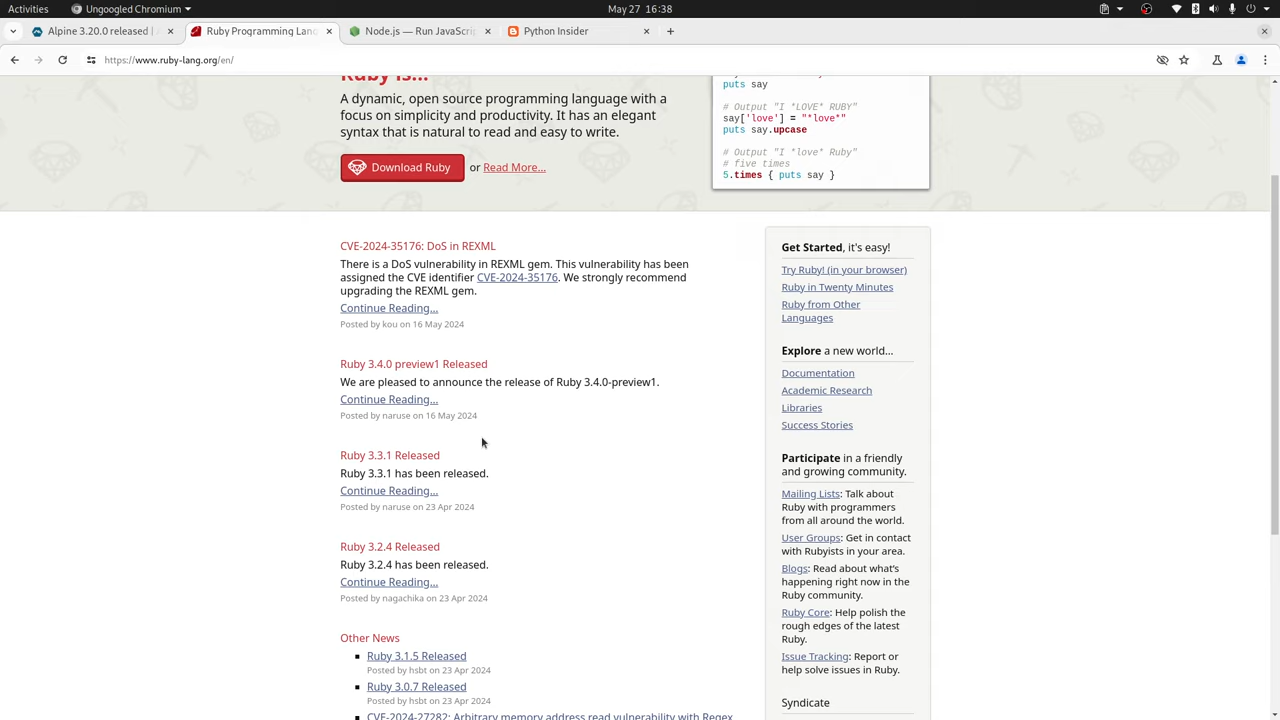 Activities
May 27 16:38
Alpine 3.20.0 released |
Ruby Programming Lang
Node.js — Run JavaScrip
Python Insider
https://www.ruby-lang.org/en/
Ruby is...
A dynamic, open source programming language with a
focus on simplicity and productivity. It has an elegant
syntax that is natural to read and easy to write.
Download Ruby
or Read More...
puts say
# Output "I *LOVE* RUBY"
say['love'] = "*love*"
puts say.upcase
# Output "I *love* Ruby"
# five times
5.times { puts say }
CVE-2024-35176: DoS in REXML
There is a DoS vulnerability in REXML gem. This vulnerability has been
assigned the CVE identifier CVE-2024-35176. We strongly recommend
upgrading the REXML gem.
Continue Reading...
Posted by kou on 16 May 2024
Ruby 3.4.0 preview1 Released
We are pleased to announce the release of Ruby 3.4.0-preview1.
Continue Reading...
Posted by naruse on 16 May 2024
Ruby 3.3.1 Released
Ruby 3.3.1 has been released.
Continue Reading...
Posted by naruse on 23 Apr 2024
Ruby 3.2.4 Released
Ruby 3.2.4 has been released.
Continue Reading...
Posted by nagachika on 23 Apr 2024
Other News
Ruby 3.1.5 Released
Posted by hsbt on 23 Apr 2024
Ruby 3.0.7 Released
Posted by hsbt on 23 Apr 2024
CVE-2024-27282: Arbitrary memory address read vulnerability with Regex
Get Started, it's easy!
Try Ruby! (in your browser)
Ruby in Twenty Minutes
Ruby from Other
Languages
Explore a new world...
Documentation
Academic Research
Libraries
Success Stories
Participate in a friendly
and growing community.
Mailing Lists: Talk about
Ruby with programmers
from all around the world.
User Groups: Get in contact
with Rubyists in your area.
Blogs: Read about what's
happening right now in the
Ruby community.
Ruby Core: Help polish the
rough edges of the latest
Ruby.
Issue Tracking: Report or
help solve issues in Ruby.
Syndicate